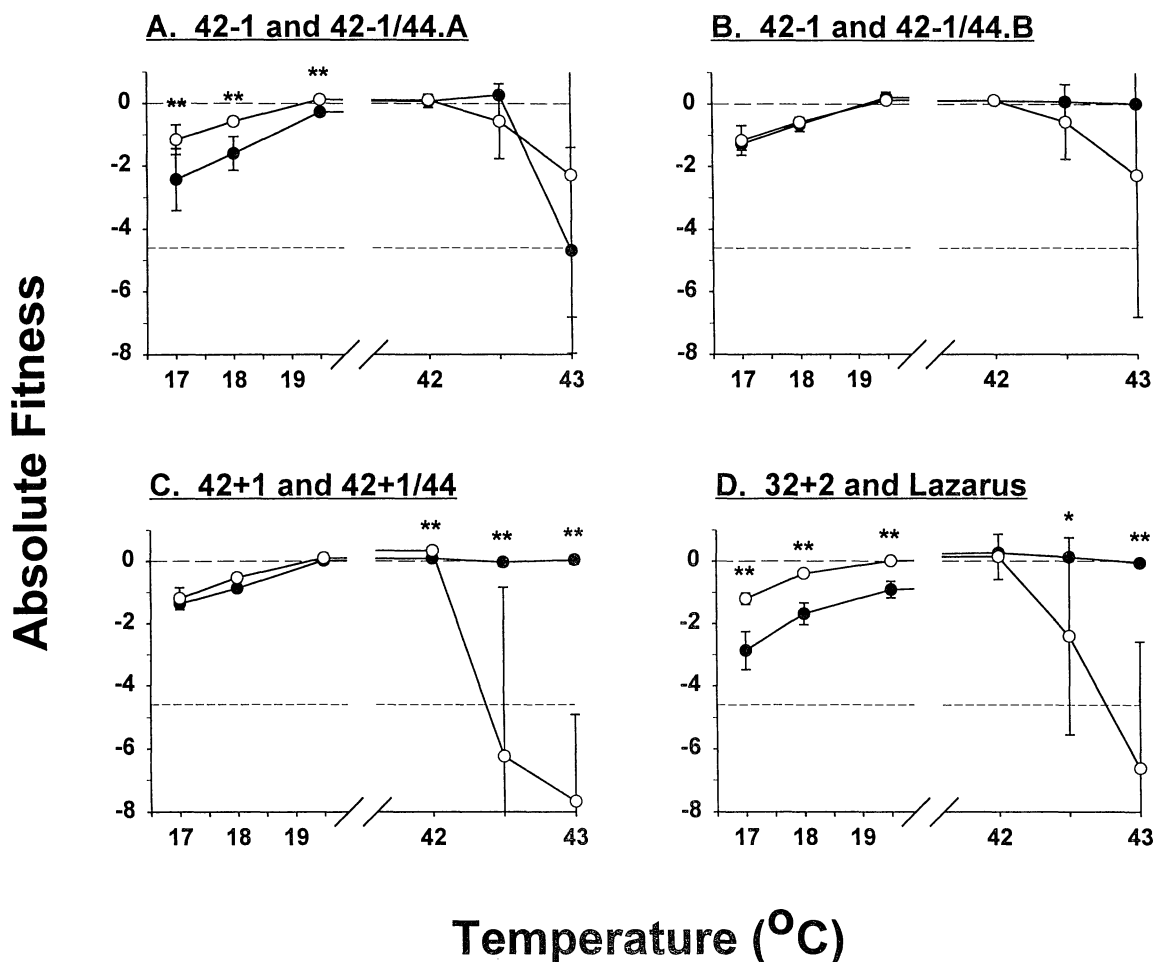 A. 42-1 and 42-1/44.A
B. 42-1 and 42-1/44.B
** ** **
0
-2
-4
-6
-8
17 18 19 42 43
0
-2
-4
-6
-8
17 18 19 42 43
C. 42+1 and 42+1/44
D. 32+2 and Lazarus
** ** **
0
-2
-4
-6
-8
17 18 19 42 43
** ** ** * **
0
-2
-4
-6
-8
17 18 19 42 43
Absolute Fitness
Temperature (°C)